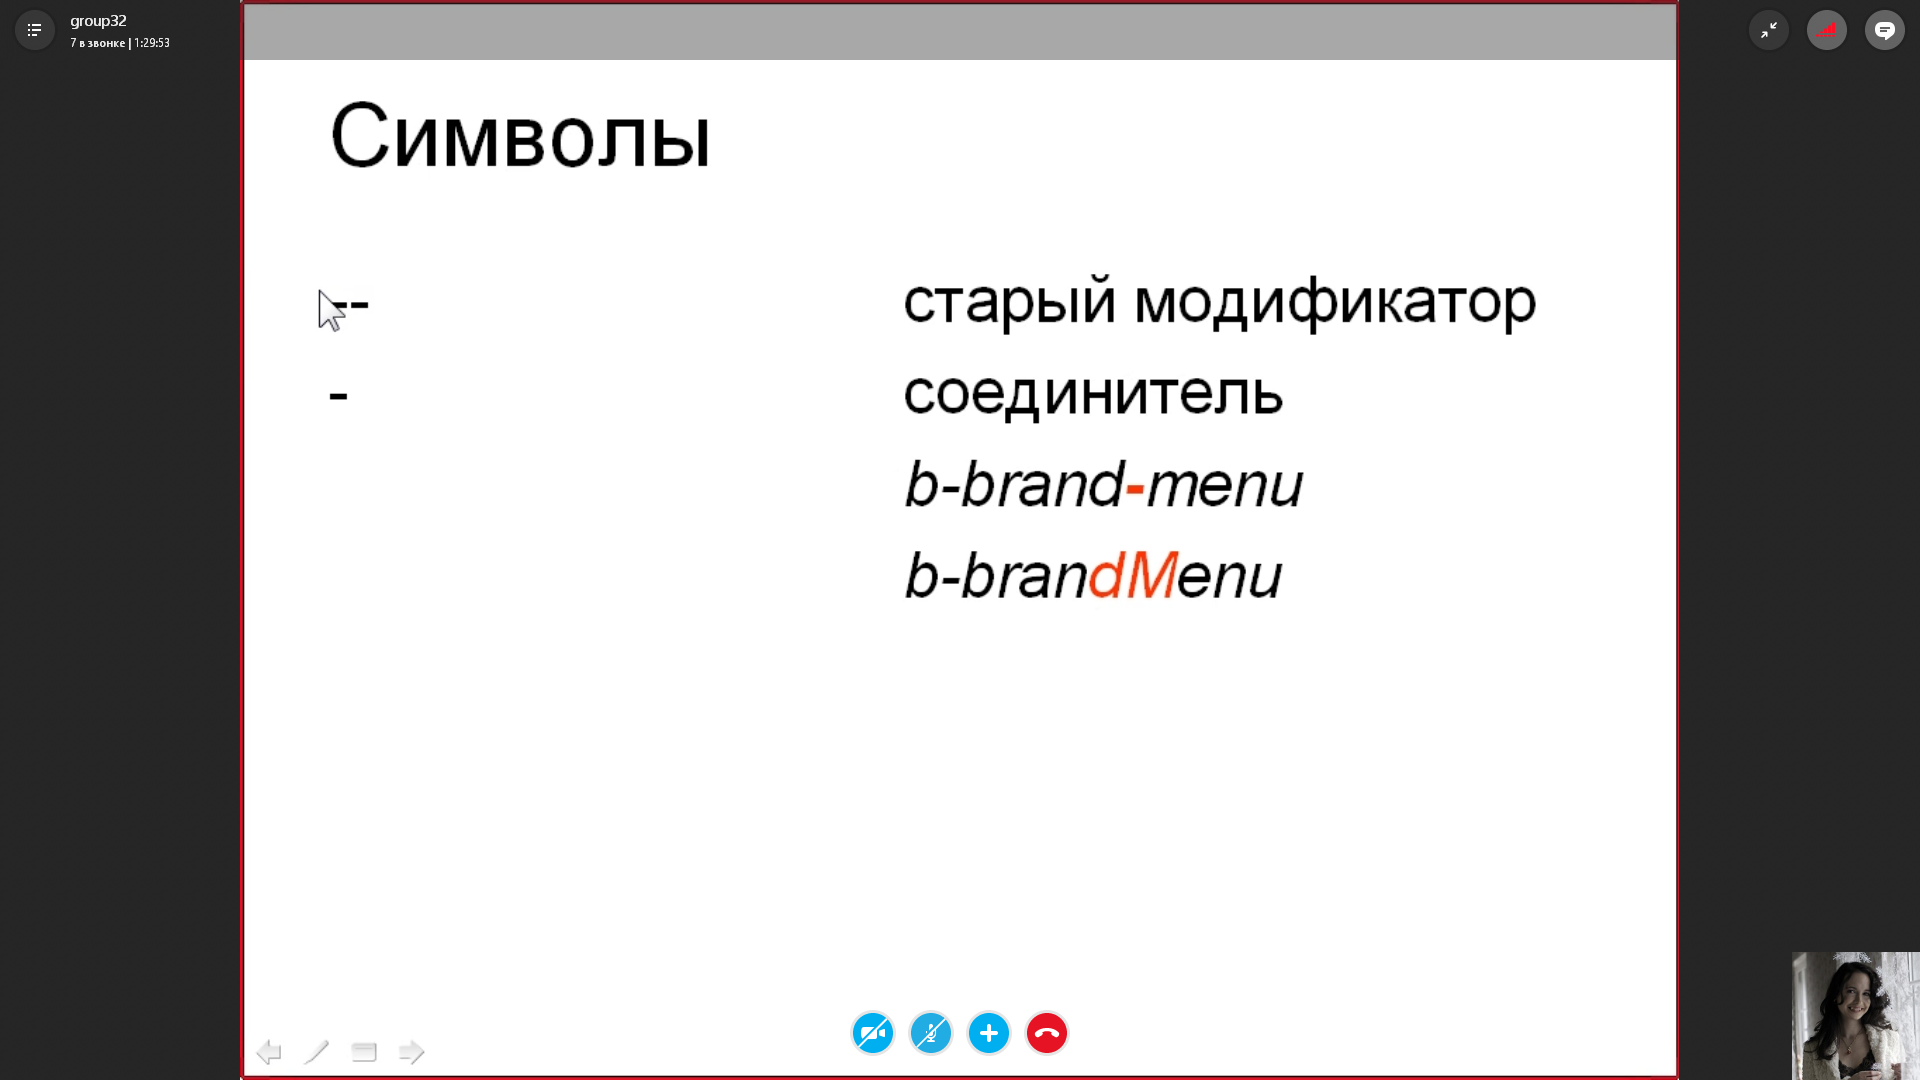 group32
7 в звонке | 1:29:53
Символы
-- старый модификатор
- соединитель
b-brand-menu
b-brandMenu